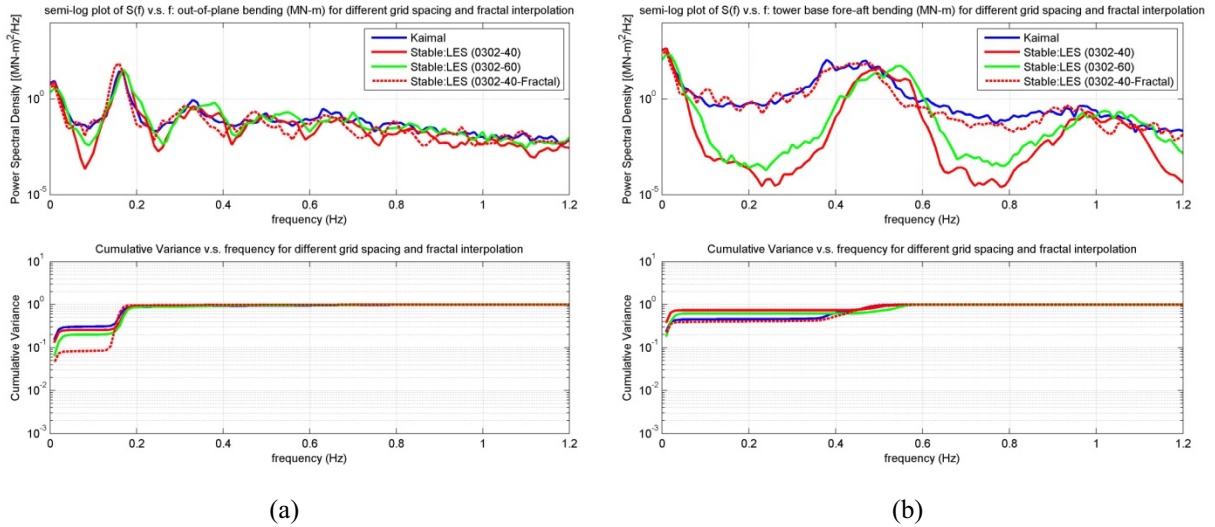 semi-log plot of S(f) v.s. f: out-of-plane bending (MN-m) for different grid spacing and fractal interpolation
Kaimal
Stable:LES (0302-40)
Stable:LES (0302-60)
Stable:LES (0302-40-Fractal)
Power Spectral Density [(MN-m)²/Hz]
10⁰
10⁻⁵
0 0.2 0.4 0.6 0.8 1 1.2
frequency (Hz)
Cumulative Variance v.s. frequency for different grid spacing and fractal interpolation
Cumulative Variance
10¹
10⁰
10⁻¹
10⁻²
10⁻³
0 0.2 0.4 0.6 0.8 1 1.2
frequency (Hz)
(a)
semi-log plot of S(f) v.s. f: tower base fore-aft bending (MN-m) for different grid spacing and fractal interpolation
Kaimal
Stable:LES (0302-40)
Stable:LES (0302-60)
Stable:LES (0302-40-Fractal)
Power Spectral Density [(MN-m)²/Hz]
10⁰
10⁻⁵
0 0.2 0.4 0.6 0.8 1 1.2
frequency (Hz)
Cumulative Variance v.s. frequency for different grid spacing and fractal interpolation
Cumulative Variance
10¹
10⁰
10⁻¹
10⁻²
10⁻³
0 0.2 0.4 0.6 0.8 1 1.2
frequency (Hz)
(b)